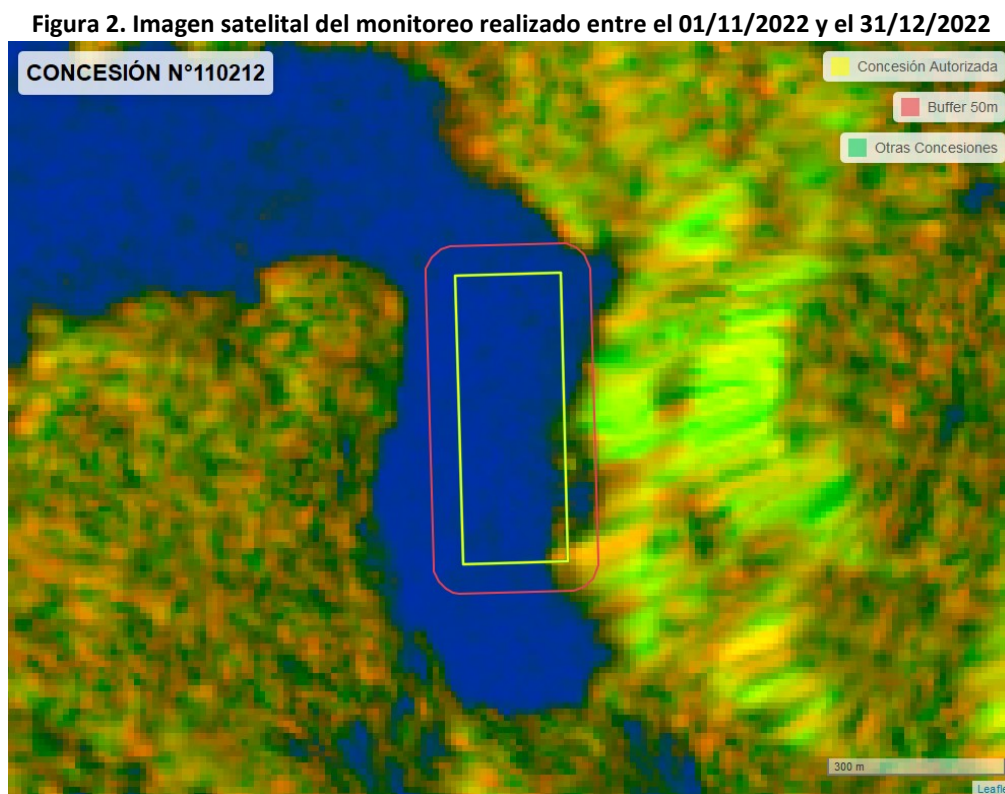 Figura 2. Imagen satelital del monitoreo realizado entre el 01/11/2022 y el 31/12/2022
CONCESIÓN N°110212
Concesión Autorizada
Buffer 50m
Otras Concesiones
300 m
Leafle